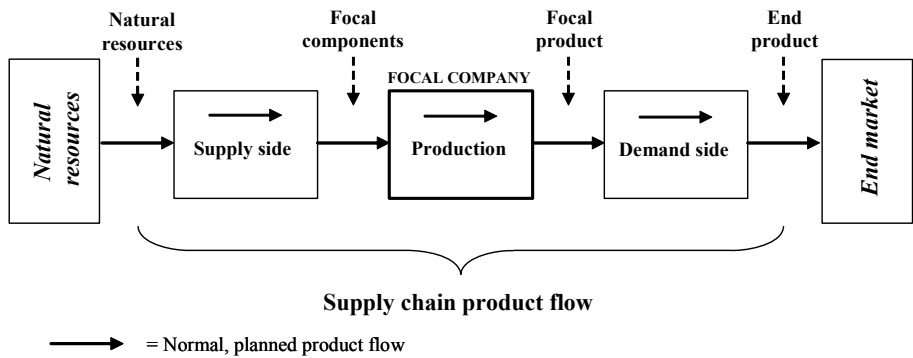 Natural
resources
Focal
components
Focal
product
End
product
FOCAL COMPANY
Natural
resources
Supply side
Production
Demand side
End market
Supply chain product flow
= Normal, planned product flow